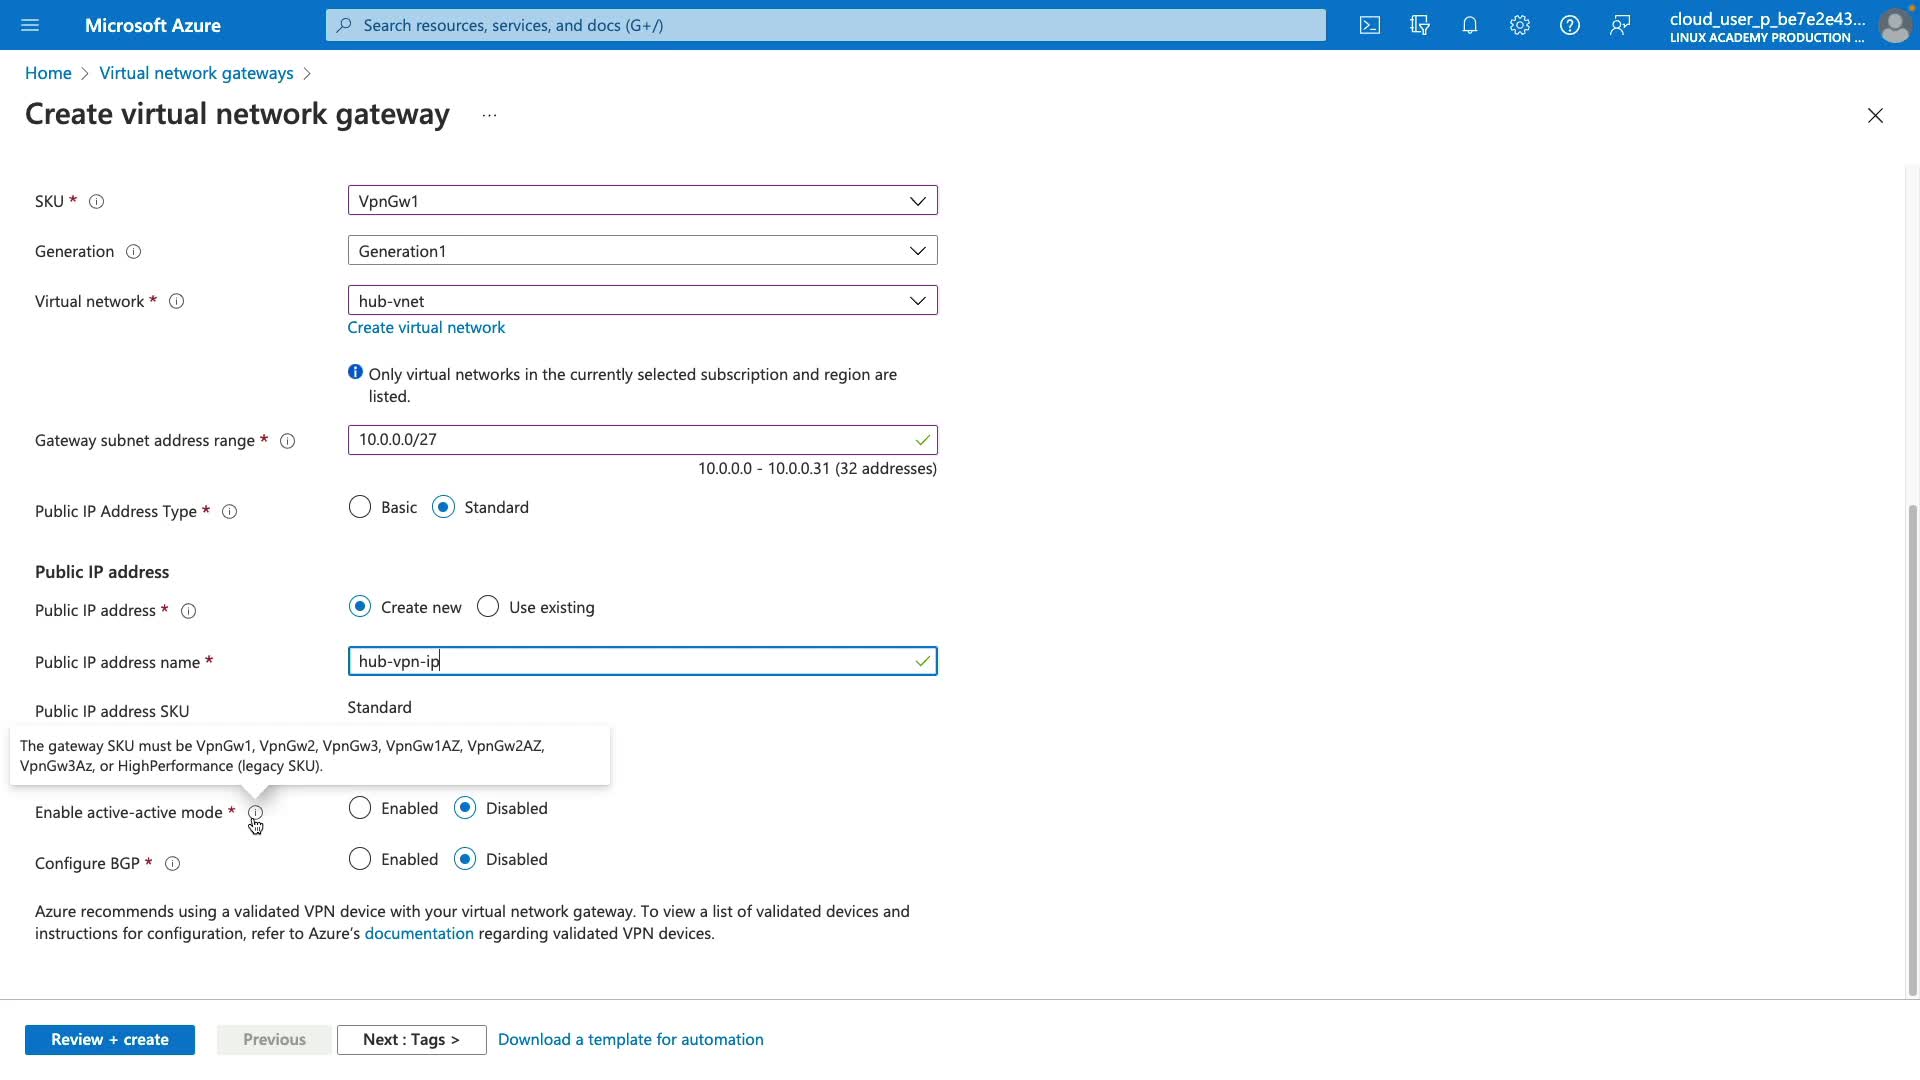 Microsoft Azure
Search resources, services, and docs (G+/)
cloud_user_p_be7e2e43...
LINUX ACADEMY PRODUCTION ...
Home > Virtual network gateways >
Create virtual network gateway ...
SKU * VpnGw1
Generation Generation1
Virtual network * hub-vnet
Create virtual network
Only virtual networks in the currently selected subscription and region are
listed.
Gateway subnet address range * 10.0.0.0/27
10.0.0.0 - 10.0.0.31 (32 addresses)
Public IP Address Type * Basic Standard
Public IP address
Public IP address * Create new Use existing
Public IP address name * hub-vpn-ip
Public IP address SKU Standard
The gateway SKU must be VpnGw1, VpnGw2, VpnGw3, VpnGw1AZ, VpnGw2AZ,
VpnGw3Az, or HighPerformance (legacy SKU).
Enable active-active mode * Enabled Disabled
Configure BGP * Enabled Disabled
Azure recommends using a validated VPN device with your virtual network gateway. To view a list of validated devices and
instructions for configuration, refer to Azure's documentation regarding validated VPN devices.
Review + create Previous Next : Tags > Download a template for automation